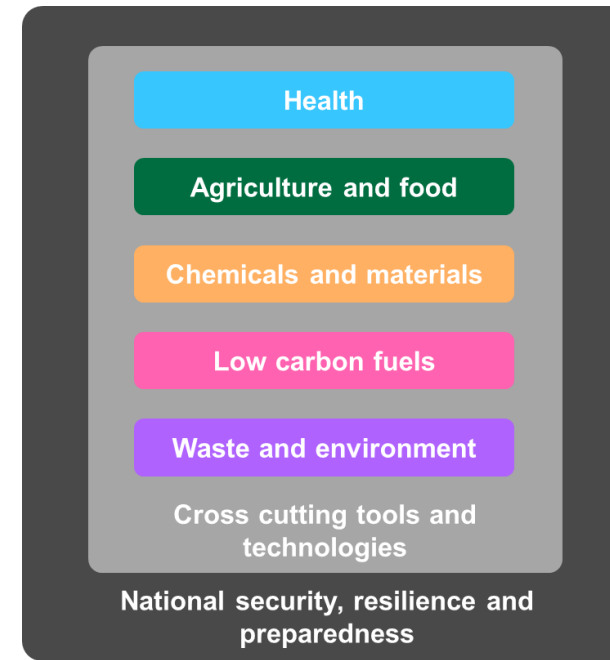 Health
Agriculture and food
Chemicals and materials
Low carbon fuels
Waste and environment
Cross cutting tools and
technologies
National security, resilience and
preparedness